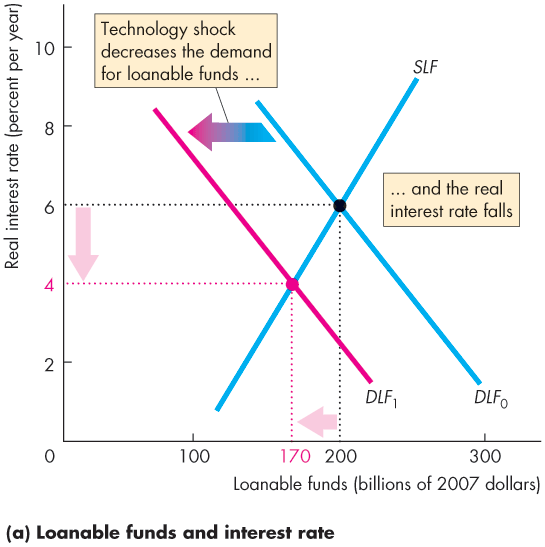 Real interest rate (percent per year)
10
8
6
4
2
0
Technology shock
decreases the demand
for loanable funds ...
SLF
... and the real
interest rate falls
DLF1
DLF0
100
170
200
300
Loanable funds (billions of 2007 dollars)
(a) Loanable funds and interest rate